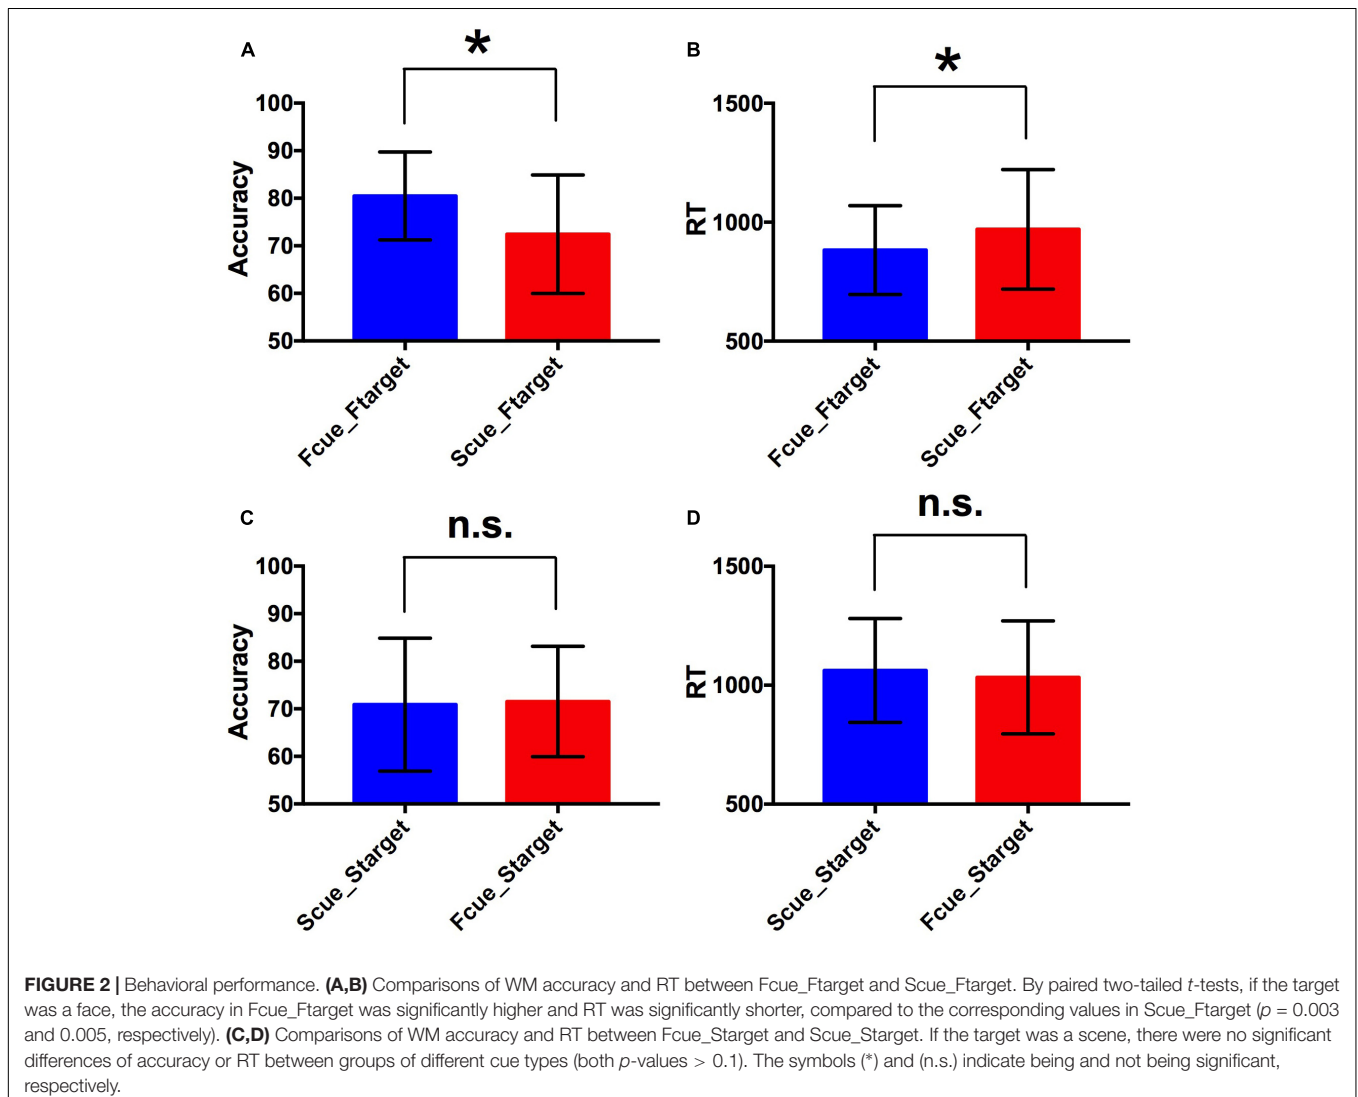 A
*
100
90
80
70
60
50
Accuracy
Fcue_Ftarget
Scue_Ftarget
B
*
1500
1000
500
RT
Fcue_Ftarget
Scue_Ftarget
C
n.s.
100
90
80
70
60
50
Accuracy
Scue_Starget
Fcue_Starget
D
n.s.
1500
1000
500
RT
Scue_Starget
Fcue_Starget
FIGURE 2 | Behavioral performance. (A,B) Comparisons of WM accuracy and RT between Fcue_Ftarget and Scue_Ftarget. By paired two-tailed t-tests, if the target
was a face, the accuracy in Fcue_Ftarget was significantly higher and RT was significantly shorter, compared to the corresponding values in Scue_Ftarget (p = 0.003
and 0.005, respectively). (C,D) Comparisons of WM accuracy and RT between Fcue_Starget and Scue_Starget. If the target was a scene, there were no significant
differences of accuracy or RT between groups of different cue types (both p-values > 0.1). The symbols (*) and (n.s.) indicate being and not being significant,
respectively.